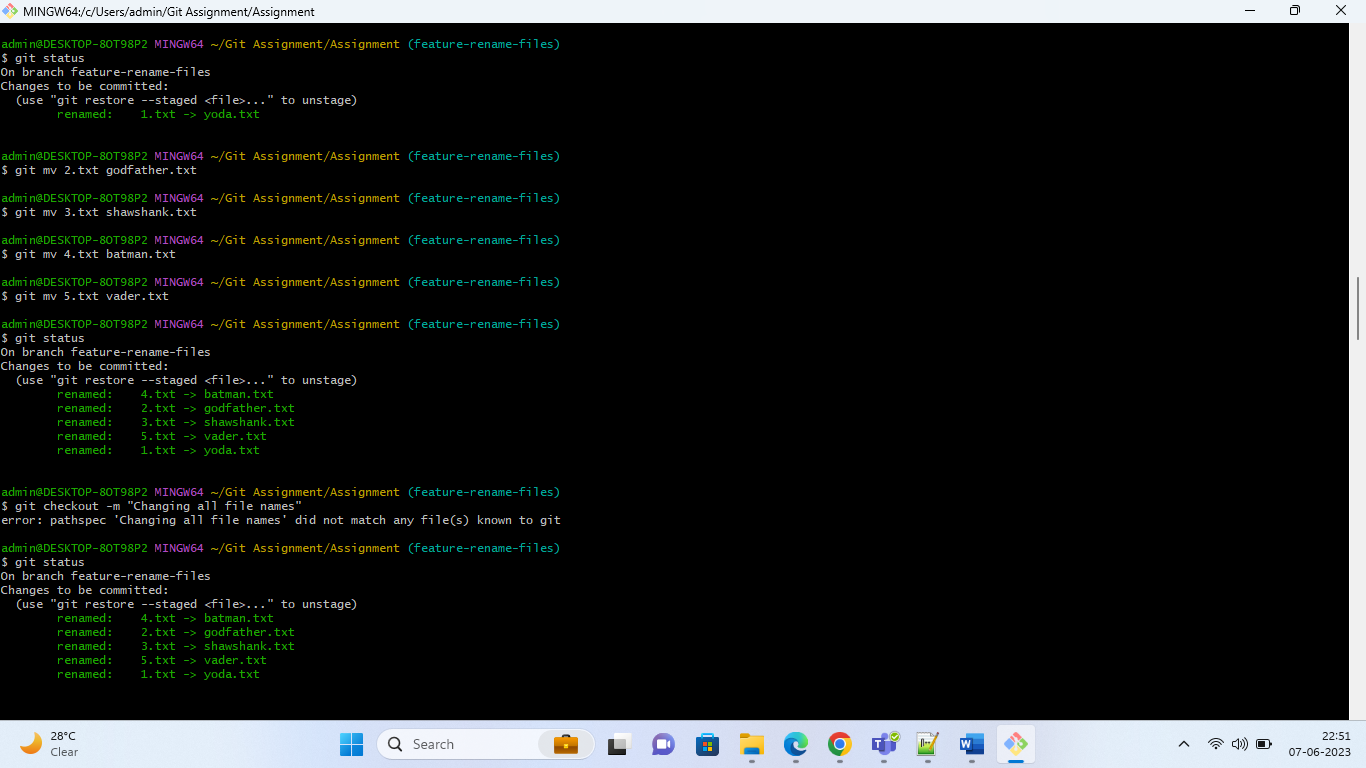 MINGW64:/c/Users/admin/Git Assignment/Assignment
admin@DESKTOP-8OT98P2 MINGW64 ~/Git Assignment/Assignment (feature-rename-files)
$ git status
On branch feature-rename-files
Changes to be committed:
  (use "git restore --staged <file>..." to unstage)
        renamed:    1.txt -> yoda.txt
admin@DESKTOP-8OT98P2 MINGW64 ~/Git Assignment/Assignment (feature-rename-files)
$ git mv 2.txt godfather.txt
admin@DESKTOP-8OT98P2 MINGW64 ~/Git Assignment/Assignment (feature-rename-files)
$ git mv 3.txt shawshank.txt
admin@DESKTOP-8OT98P2 MINGW64 ~/Git Assignment/Assignment (feature-rename-files)
$ git mv 4.txt batman.txt
admin@DESKTOP-8OT98P2 MINGW64 ~/Git Assignment/Assignment (feature-rename-files)
$ git mv 5.txt vader.txt
admin@DESKTOP-8OT98P2 MINGW64 ~/Git Assignment/Assignment (feature-rename-files)
$ git status
On branch feature-rename-files
Changes to be committed:
  (use "git restore --staged <file>..." to unstage)
        renamed:    4.txt -> batman.txt
        renamed:    2.txt -> godfather.txt
        renamed:    3.txt -> shawshank.txt
        renamed:    5.txt -> vader.txt
        renamed:    1.txt -> yoda.txt
admin@DESKTOP-8OT98P2 MINGW64 ~/Git Assignment/Assignment (feature-rename-files)
$ git checkout -m "Changing all file names"
error: pathspec 'Changing all file names' did not match any file(s) known to git
admin@DESKTOP-8OT98P2 MINGW64 ~/Git Assignment/Assignment (feature-rename-files)
$ git status
On branch feature-rename-files
Changes to be committed:
  (use "git restore --staged <file>..." to unstage)
        renamed:    4.txt -> batman.txt
        renamed:    2.txt -> godfather.txt
        renamed:    3.txt -> shawshank.txt
        renamed:    5.txt -> vader.txt
        renamed:    1.txt -> yoda.txt
28°C
Clear
Search
22:51
07-06-2023